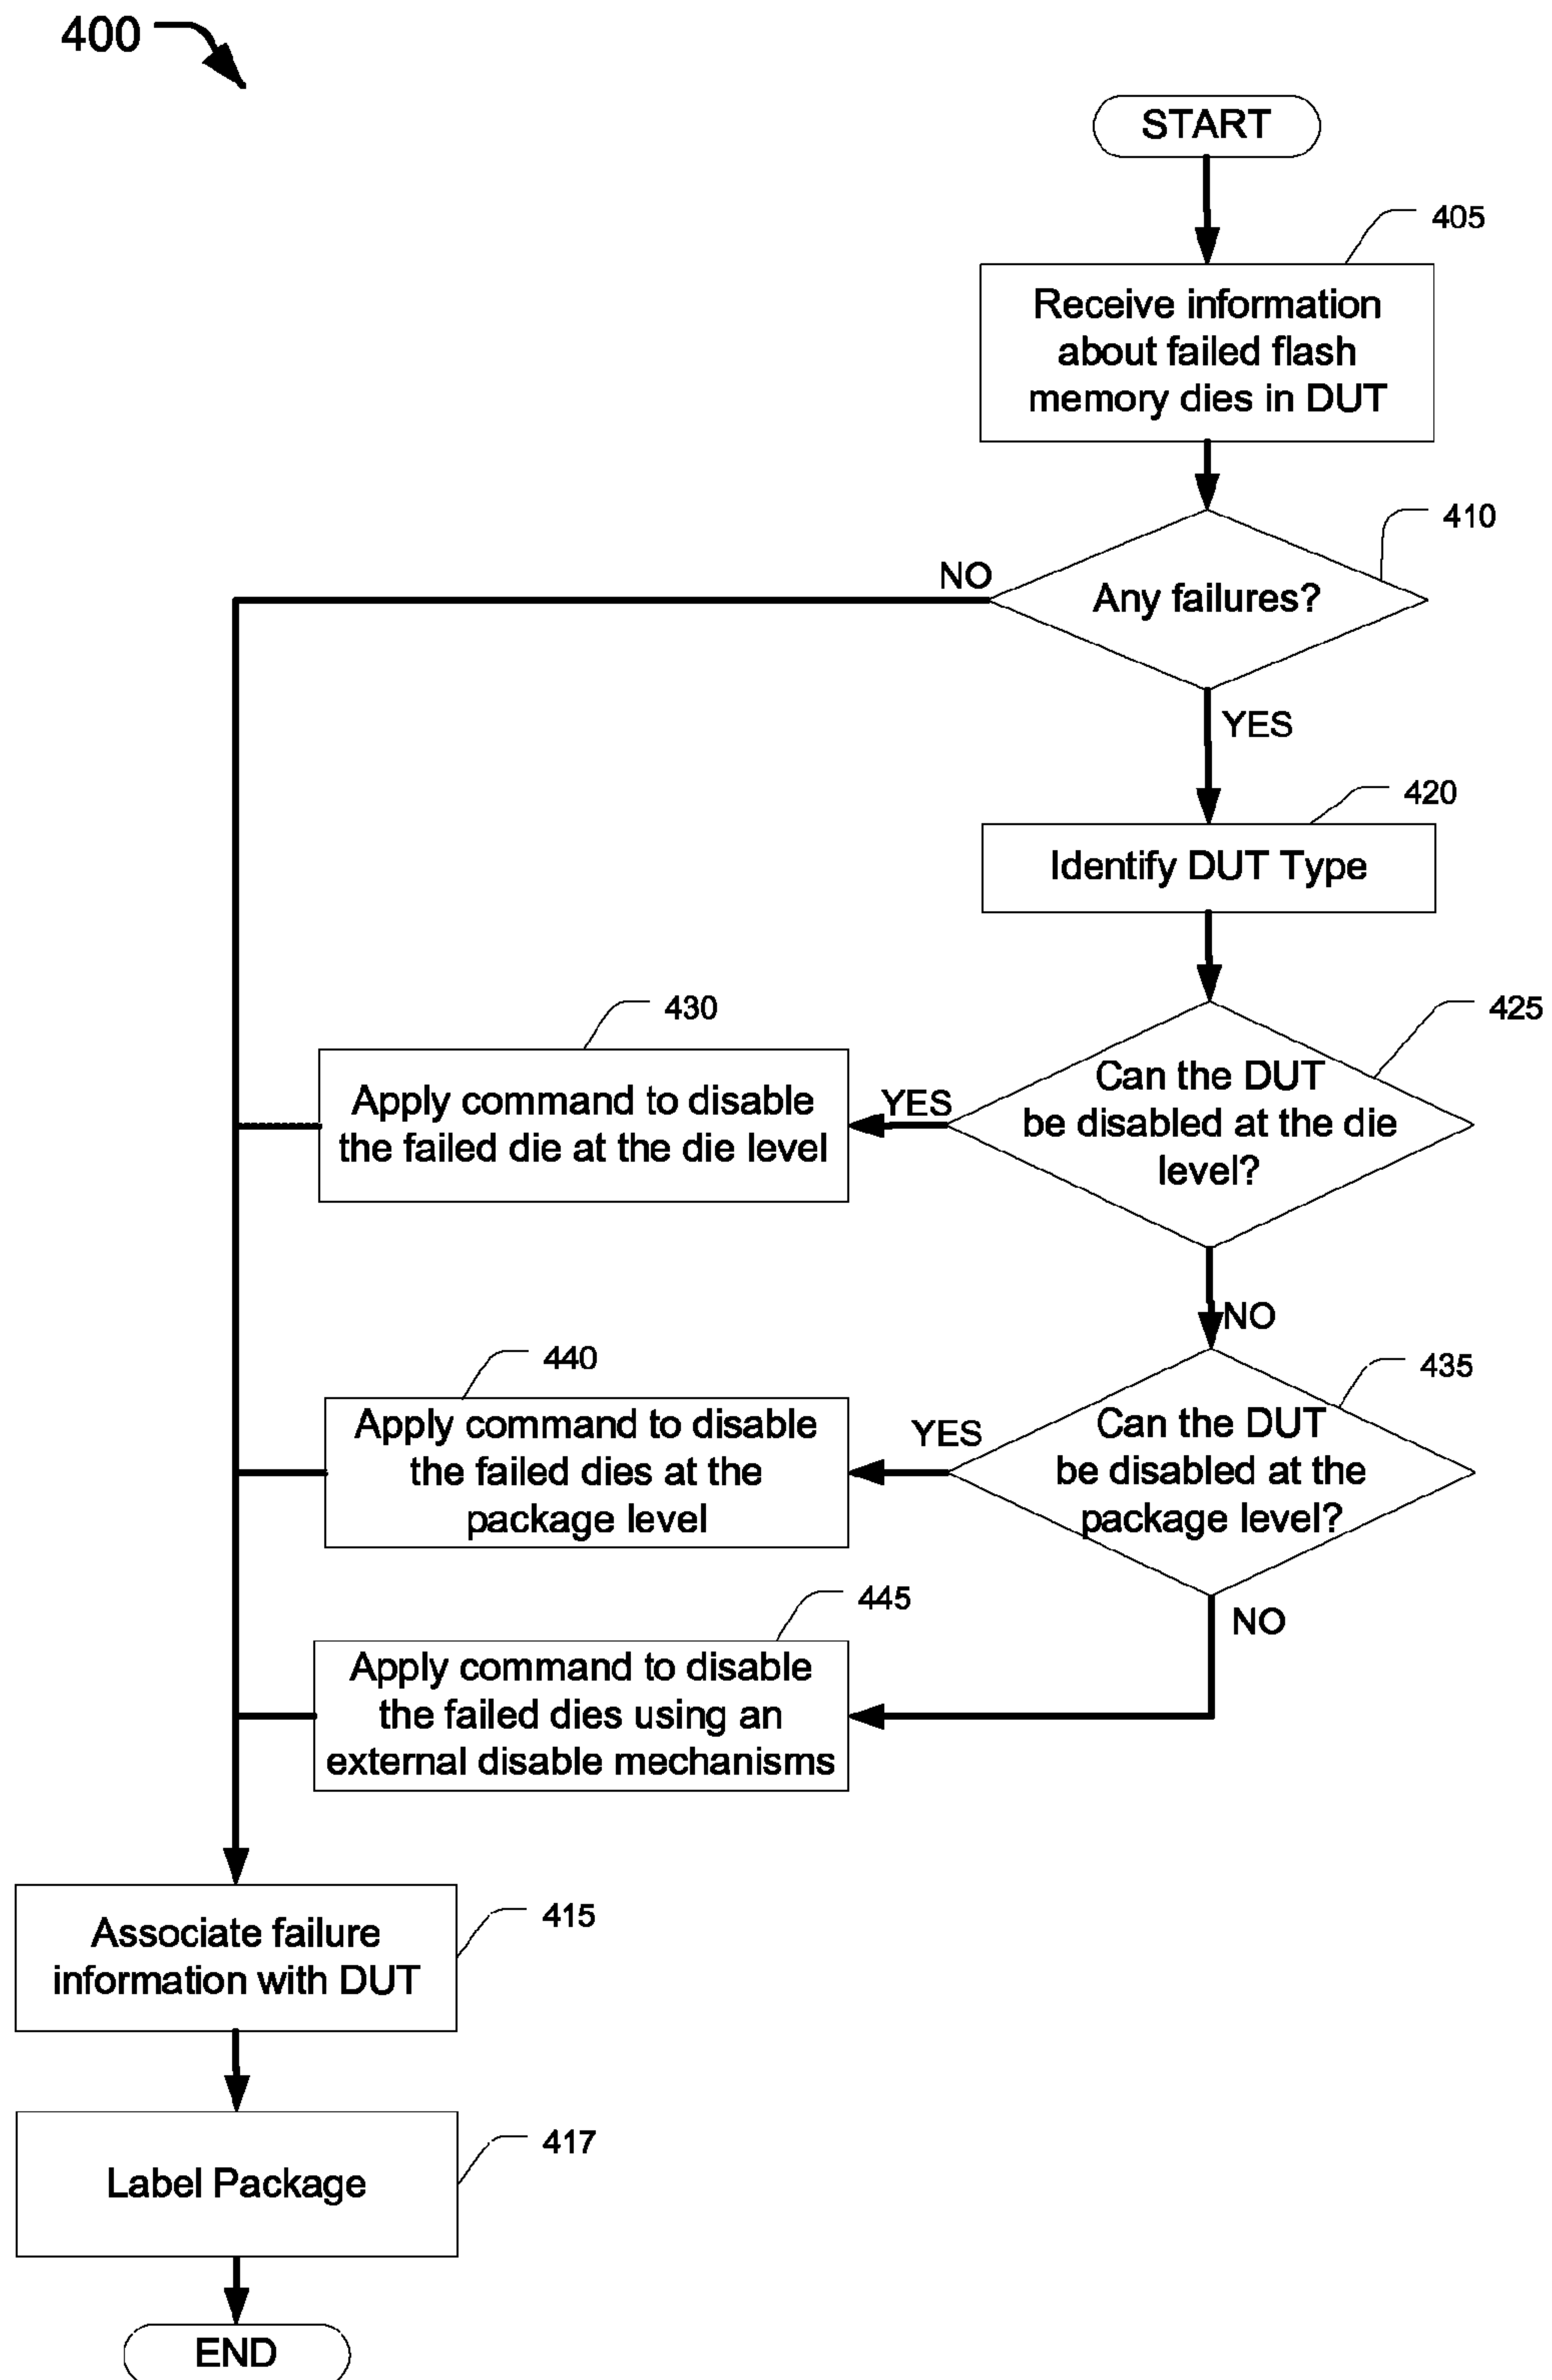 400
START
405
Receive information
about failed flash
memory dies in DUT
410
Any failures?
NO
YES
420
Identify DUT Type
425
Can the DUT
be disabled at the die
level?
YES
430
Apply command to disable
the failed die at the die level
NO
435
Can the DUT
be disabled at the
package level?
YES
440
Apply command to disable
the failed dies at the
package level
NO
445
Apply command to disable
the failed dies using an
external disable mechanisms
415
Associate failure
information with DUT
417
Label Package
END